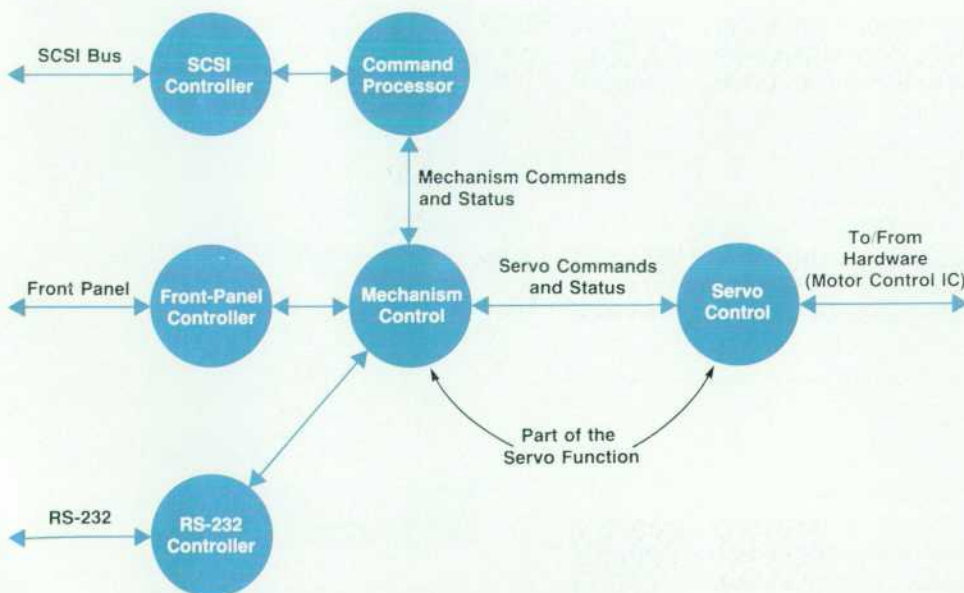 SCSI Bus
SCSI
Controller
Command
Processor
Mechanism Commands
and Status
Front Panel
Front-Panel
Controller
Mechanism
Control
Servo Commands
and Status
Servo
Control
To/From
Hardware
(Motor Control IC)
Part of the
Servo Function
RS-232
RS-232
Controller